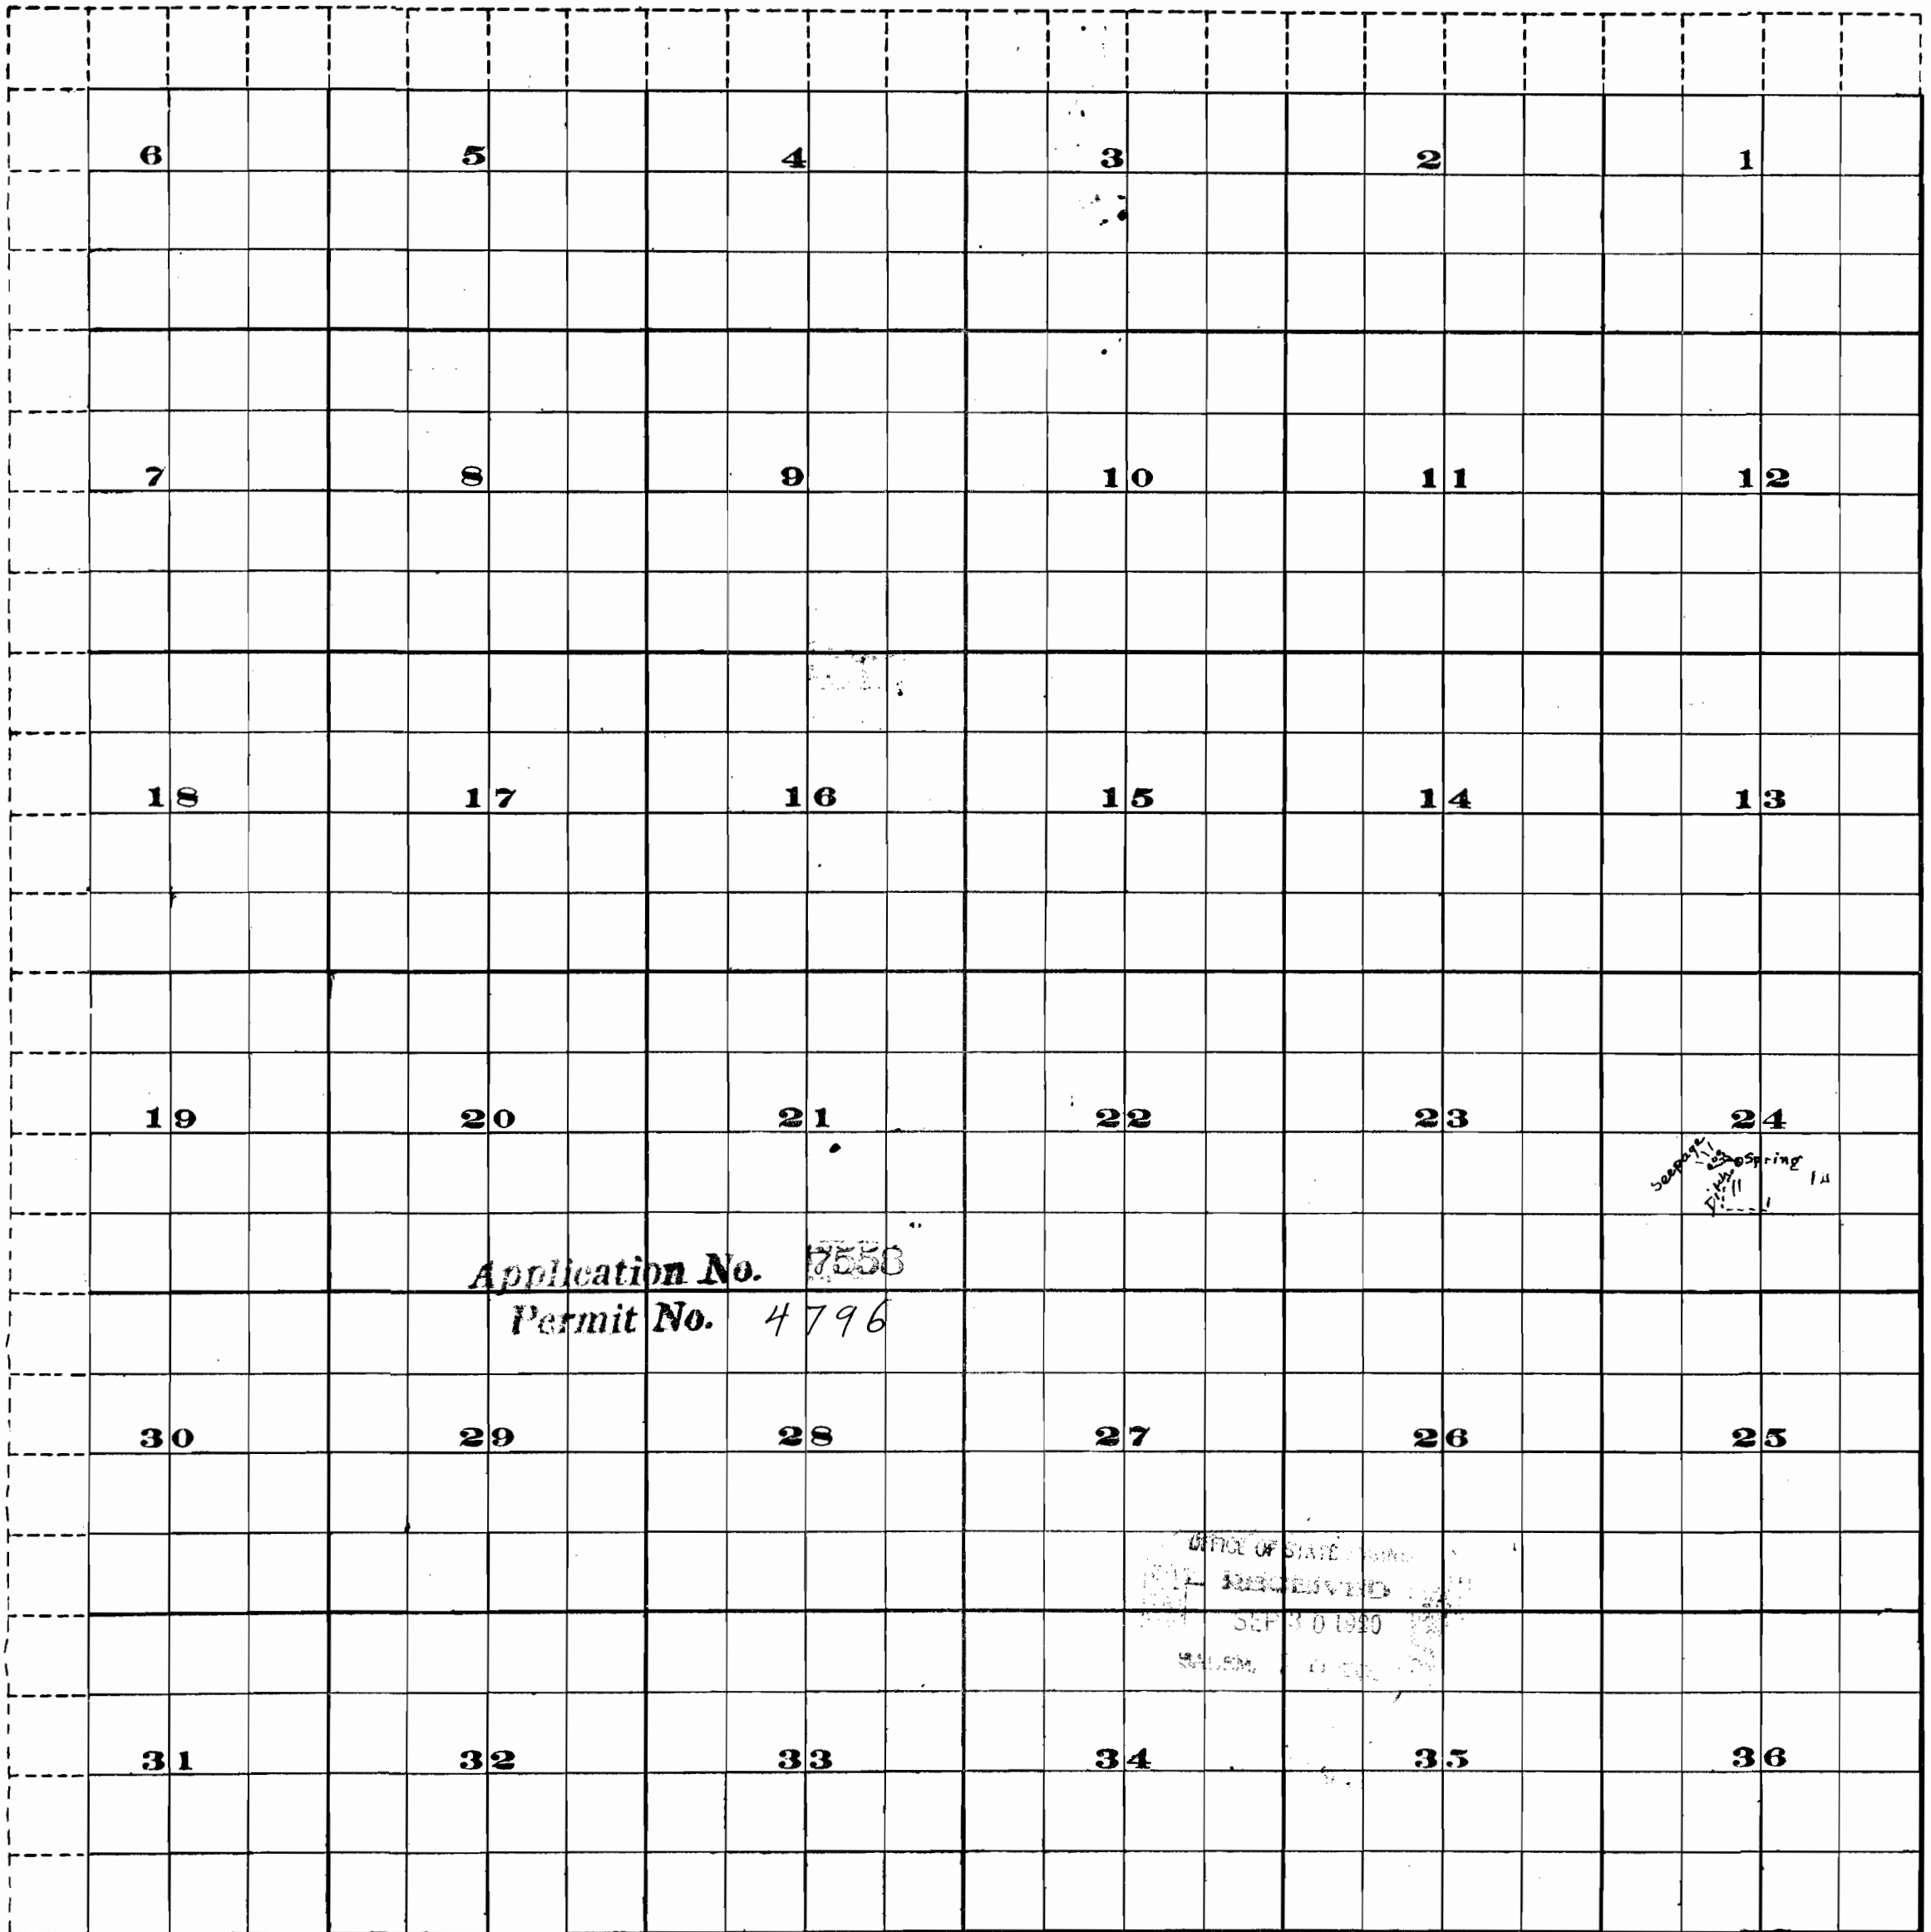 6 5 4 3 2 1
7 8 9 10 11 12
18 17 16 15 14 13
19 20 21 22 23 24
Seepage
Spring
Ditch
Application No. 7558
Permit No. 4796
30 29 28 27 26 25
OFFICE OF STATE
RECEIVED
SEP 30 1920
SALEM,
31 32 33 34 35 36